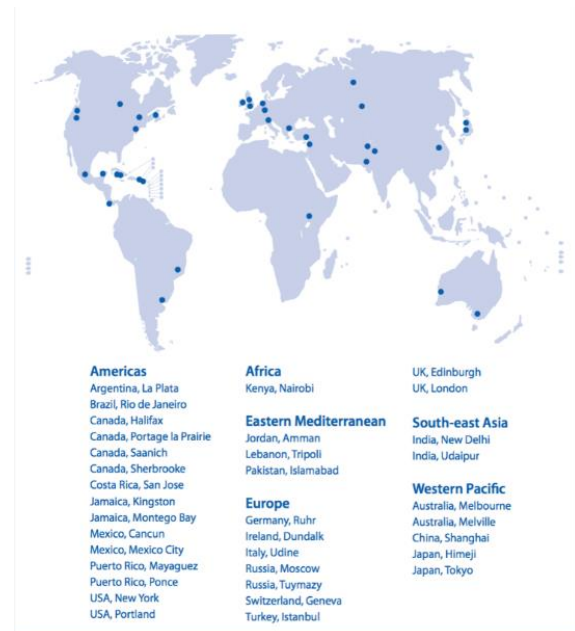 Americas
Argentina, La Plata
Brazil, Rio de Janeiro
Canada, Halifax
Canada, Portage la Prairie
Canada, Saanich
Canada, Sherbrooke
Costa Rica, San Jose
Jamaica, Kingston
Jamaica, Montego Bay
Mexico, Cancun
Mexico, Mexico City
Puerto Rico, Mayaguez
Puerto Rico, Ponce
USA, New York
USA, Portland
Africa
Kenya, Nairobi
Eastern Mediterranean
Jordan, Amman
Lebanon, Tripoli
Pakistan, Islamabad
Europe
Germany, Ruhr
Ireland, Dundalk
Italy, Udine
Russia, Moscow
Russia, Tuymazy
Switzerland, Geneva
Turkey, Istanbul
UK, Edinburgh
UK, London
South-east Asia
India, New Delhi
India, Udaipur
Western Pacific
Australia, Melbourne
Australia, Melville
China, Shanghai
Japan, Himeji
Japan, Tokyo